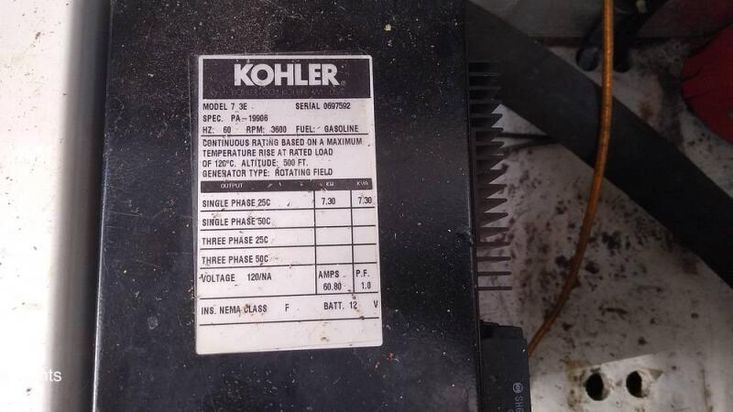 KOHLER
MODEL 7 3E SERIAL 0697592
SPEC. PA-19906
HZ: 60 RPM: 3600 FUEL: GASOLINE
CONTINUOUS RATING BASED ON A MAXIMUM
TEMPERATURE RISE AT RATED LOAD
OF 120°C. ALTITUDE: 500 FT.
GENERATOR TYPE: ROTATING FIELD
OUTPUT KW KVA
SINGLE PHASE 25C 7.30 7.30
SINGLE PHASE 50C
THREE PHASE 25C
THREE PHASE 50C
VOLTAGE 120/NA AMPS P.F.
60.80 1.0
INS. NEMA CLASS F BATT. 12 V